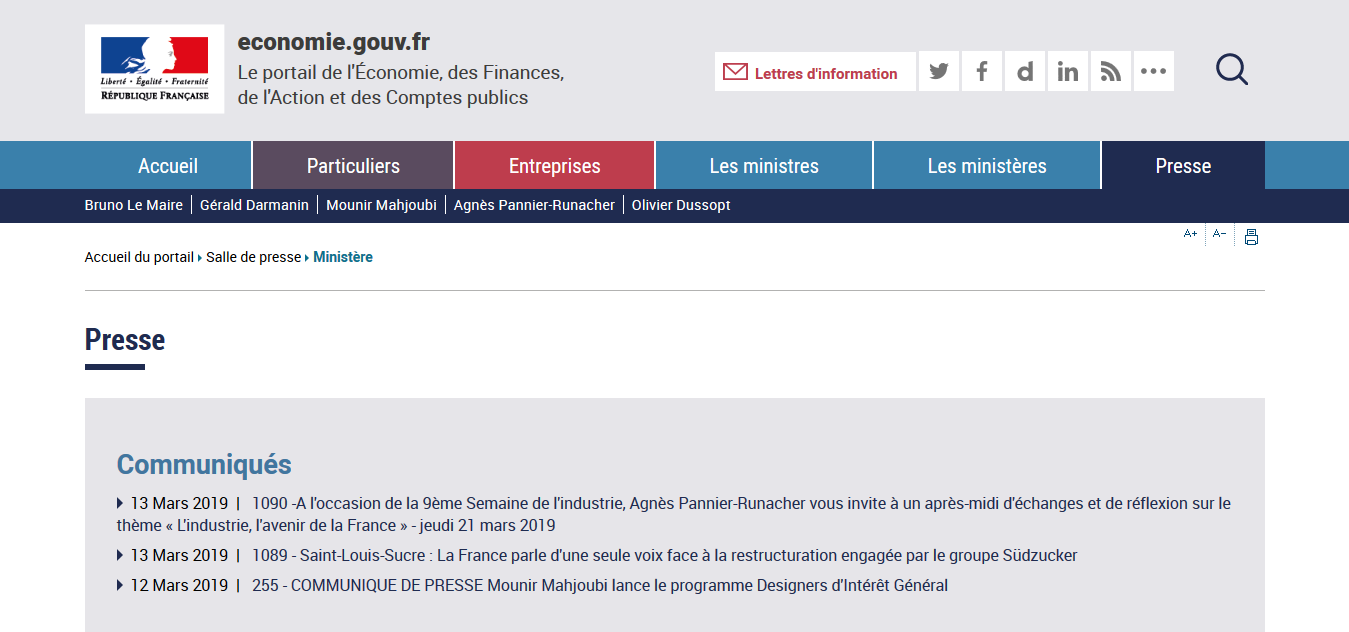 economie.gouv.fr
Le portail de l'Économie, des Finances,
de l'Action et des Comptes publics
Liberté • Égalité • Fraternité
RÉPUBLIQUE FRANÇAISE
Lettres d'information
Accueil
Particuliers
Entreprises
Les ministres
Les ministères
Presse
Bruno Le Maire | Gérald Darmanin | Mounir Mahjoubi | Agnès Pannier-Runacher | Olivier Dussopt
A+ A-
Accueil du portail Salle de presse Ministère
Presse
Communiqués
13 Mars 2019 | 1090 -A l'occasion de la 9ème Semaine de l'industrie, Agnès Pannier-Runacher vous invite à un après-midi d'échanges et de réflexion sur le
thème « L'industrie, l'avenir de la France » - jeudi 21 mars 2019
13 Mars 2019 | 1089 - Saint-Louis-Sucre : La France parle d'une seule voix face à la restructuration engagée par le groupe Südzucker
12 Mars 2019 | 255 - COMMUNIQUE DE PRESSE Mounir Mahjoubi lance le programme Designers d'Intérêt Général